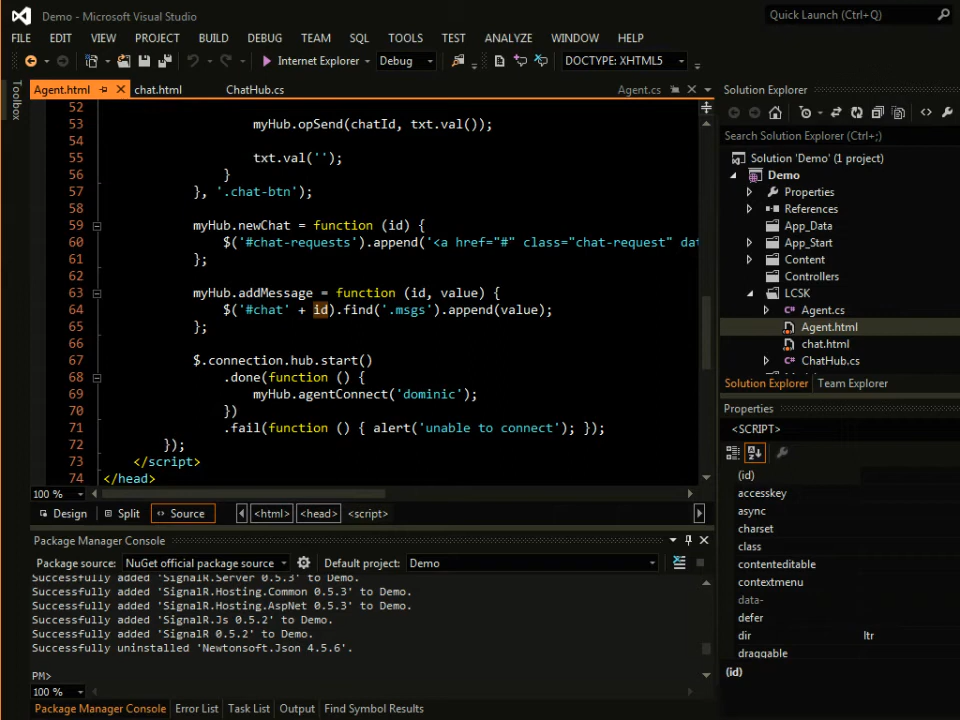 Demo - Microsoft Visual Studio
Quick Launch (Ctrl+Q)
FILE EDIT VIEW PROJECT BUILD DEBUG TEAM SQL TOOLS TEST ANALYZE WINDOW HELP
Internet Explorer Debug DOCTYPE: XHTML5
Toolbox
Agent.html chat.html ChatHub.cs Agent.cs
52
53 myHub.opSend(chatId, txt.val());
54
55 txt.val('');
56 }
57 }, '.chat-btn');
58
59 myHub.newChat = function (id) {
60 $('#chat-requests').append('<a href="#" class="chat-request" dat
61 };
62
63 myHub.addMessage = function (id, value) {
64 $('#chat' + id).find('.msgs').append(value);
65 };
66
67 $.connection.hub.start()
68 .done(function () {
69 myHub.agentConnect('dominic');
70 })
71 .fail(function () { alert('unable to connect'); });
72 });
73 </script>
74 </head>
100 %
Design Split Source <html> <head> <script>
Package Manager Console
Package source: NuGet official package source Default project: Demo
Successfully added 'SignalR.Server 0.5.3' to Demo.
Successfully added 'SignalR.Hosting.Common 0.5.3' to Demo.
Successfully added 'SignalR.Hosting.AspNet 0.5.3' to Demo.
Successfully added 'SignalR.Js 0.5.2' to Demo.
Successfully added 'SignalR 0.5.2' to Demo.
Successfully uninstalled 'Newtonsoft.Json 4.5.6'.
PM>
100 %
Package Manager Console Error List Task List Output Find Symbol Results
Solution Explorer
Search Solution Explorer (Ctrl+;)
Solution 'Demo' (1 project)
Demo
Properties
References
App_Data
App_Start
Content
Controllers
LCSK
Agent.cs
Agent.html
chat.html
ChatHub.cs
Solution Explorer Team Explorer
Properties
<SCRIPT>
(id)
accesskey
async
charset
class
contenteditable
contextmenu
data-
defer
dir ltr
draggable
(id)